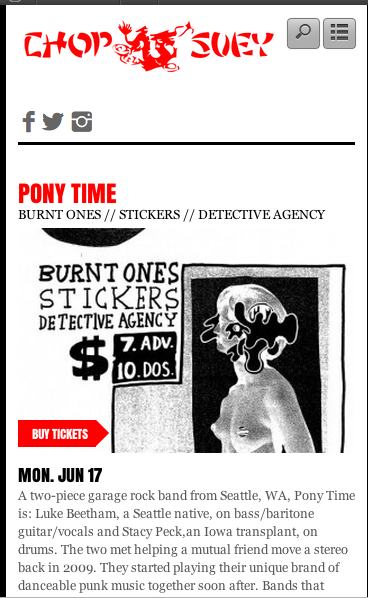 CHOP SUEY
PONY TIME
BURNT ONES // STICKERS // DETECTIVE AGENCY
BURNT ONES
STICKERS
DETECTIVE AGENCY
$ 7. ADV.
10. DOS.
BUY TICKETS
MON. JUN 17
A two-piece garage rock band from Seattle, WA, Pony Time
is: Luke Beetham, a Seattle native, on bass/baritone
guitar/vocals and Stacy Peck,an Iowa transplant, on
drums. The two met helping a mutual friend move a stereo
back in 2009. They started playing their unique brand of
danceable punk music together soon after. Bands that